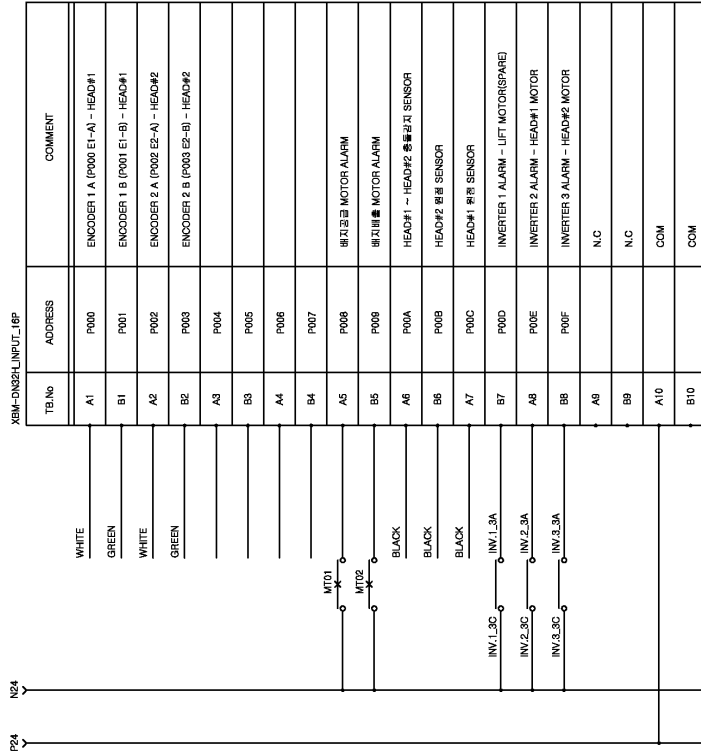 XBM-DN32H_INPUT_16P
TB.No ADDRESS COMMENT
WHITE A1 P000 ENCODER 1 A (P000 E1-A) - HEAD#1
GREEN B1 P001 ENCODER 1 B (P001 E1-B) - HEAD#1
WHITE A2 P002 ENCODER 2 A (P002 E2-A) - HEAD#2
GREEN B2 P003 ENCODER 2 B (P003 E2-B) - HEAD#2
A3 P004
B3 P005
A4 P006
B4 P007
MT01 A5 P008 배지공급 MOTOR ALARM
MT02 B5 P009 배지배출 MOTOR ALARM
BLACK A6 P00A HEAD#1 ~ HEAD#2 충돌감지 SENSOR
BLACK B6 P00B HEAD#2 원점 SENSOR
BLACK A7 P00C HEAD#1 원점 SENSOR
INV.1_3C INV.1_3A B7 P00D INVERTER 1 ALARM - LIFT MOTOR(SPARE)
INV.2_3C INV.2_3A A8 P00E INVERTER 2 ALARM - HEAD#1 MOTOR
INV.3_3C INV.3_3A B8 P00F INVERTER 3 ALARM - HEAD#2 MOTOR
A9 N.C
B9 N.C
A10 COM
B10 COM
P24
N24